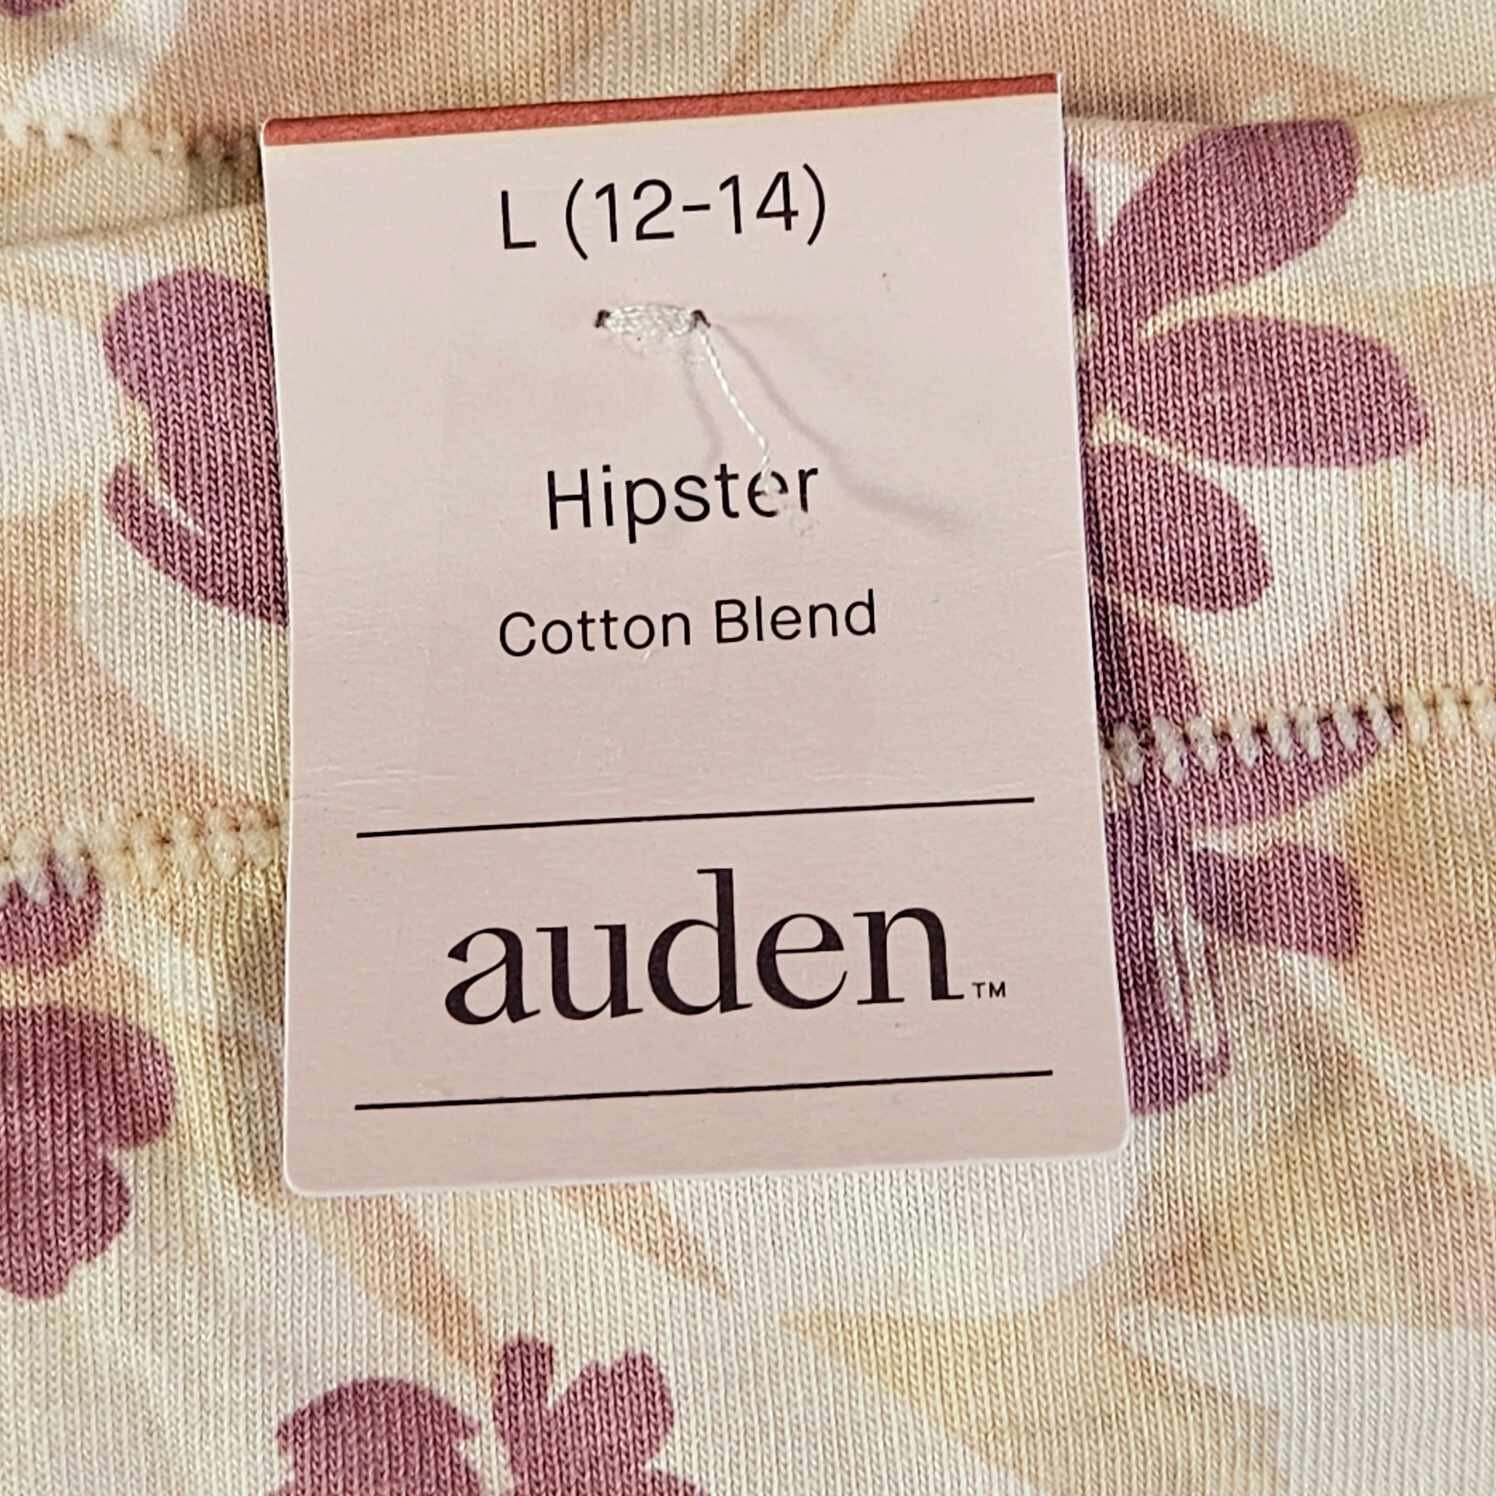 L (12-14)
Hipster
Cotton Blend
auden™